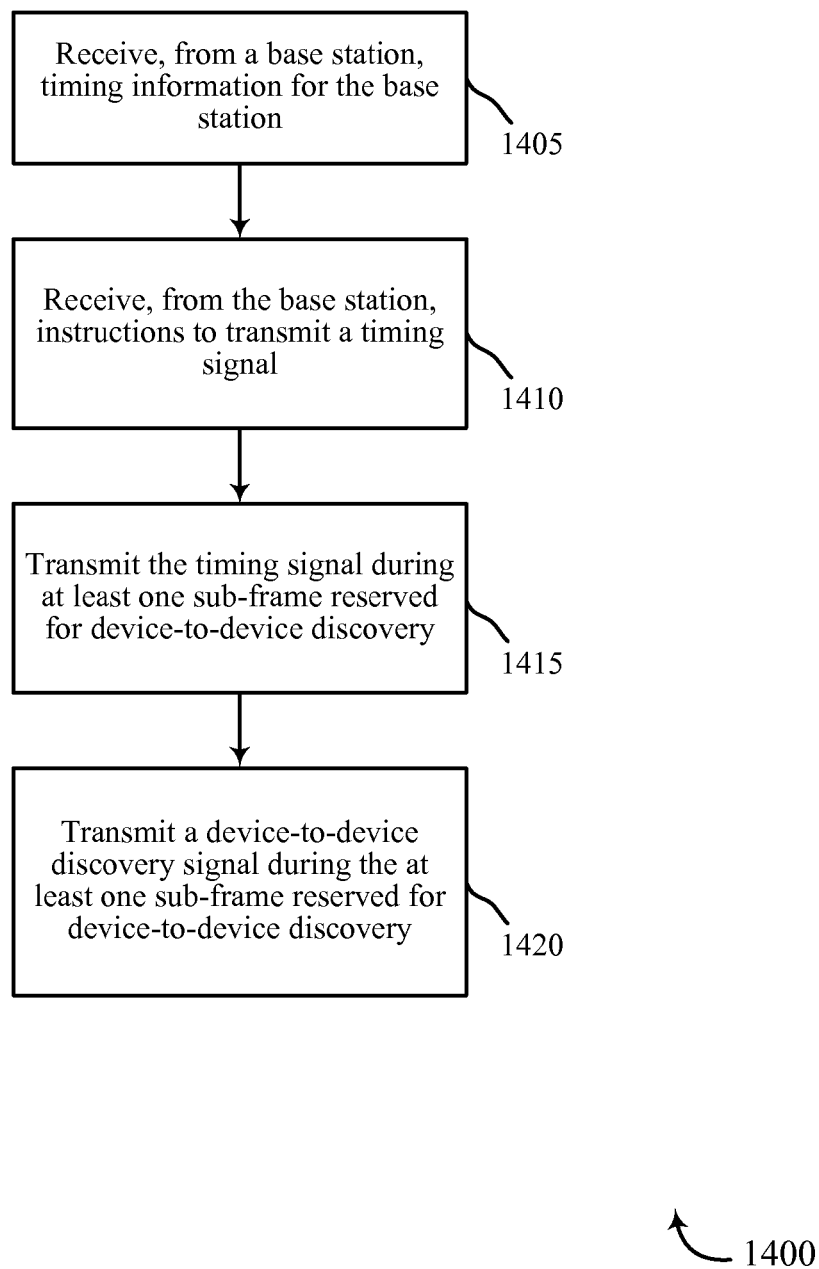 Receive, from a base station,
timing information for the base
station
1405
Receive, from the base station,
instructions to transmit a timing
signal
1410
Transmit the timing signal during
at least one sub-frame reserved
for device-to-device discovery
1415
Transmit a device-to-device
discovery signal during the at
least one sub-frame reserved for
device-to-device discovery
1420
1400